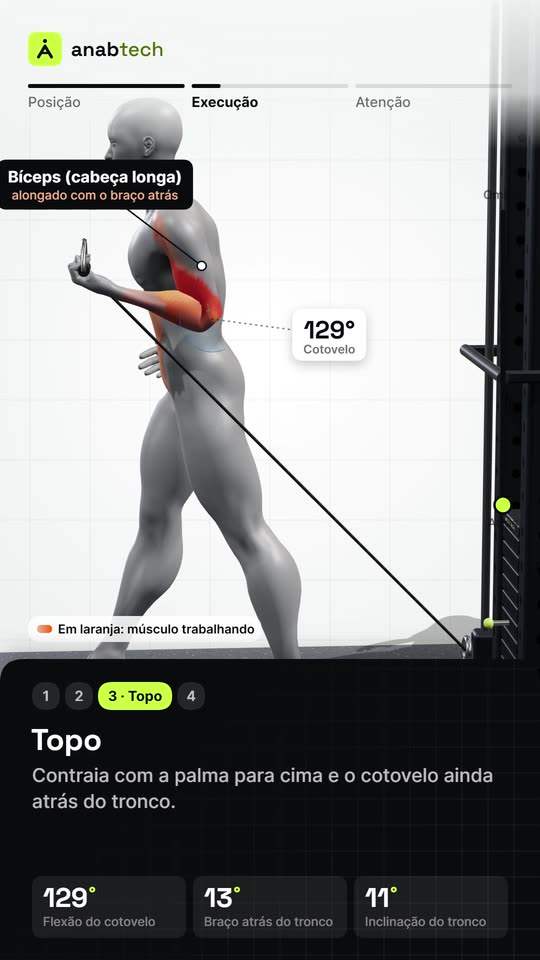 anabtech
Posição
Execução
Atenção
Bíceps (cabeça longa)
alongado com o braço atrás
129°
Cotovelo
Em laranja: músculo trabalhando
1
2
3 · Topo
4
Topo
Contraia com a palma para cima e o cotovelo ainda
atrás do tronco.
129°
Flexão do cotovelo
13°
Braço atrás do tronco
11°
Inclinação do tronco